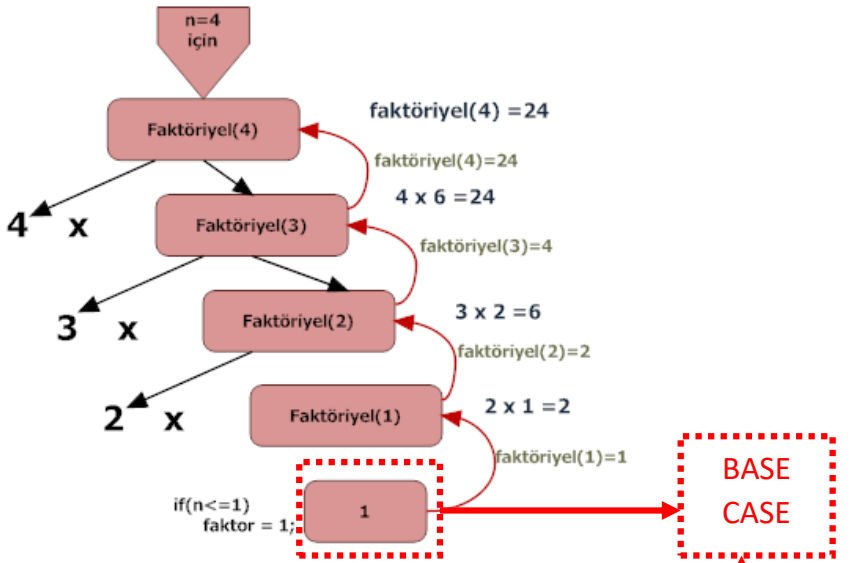 n=4
için
Faktöriyel(4)
faktöriyel(4) =24
faktöriyel(4)=24
4 x
Faktöriyel(3)
4 x 6 =24
faktöriyel(3)=4
3 x
Faktöriyel(2)
3 x 2 =6
faktöriyel(2)=2
2 x
Faktöriyel(1)
2 x 1 =2
faktöriyel(1)=1
if(n<=1)
faktor = 1;
1
BASE
CASE